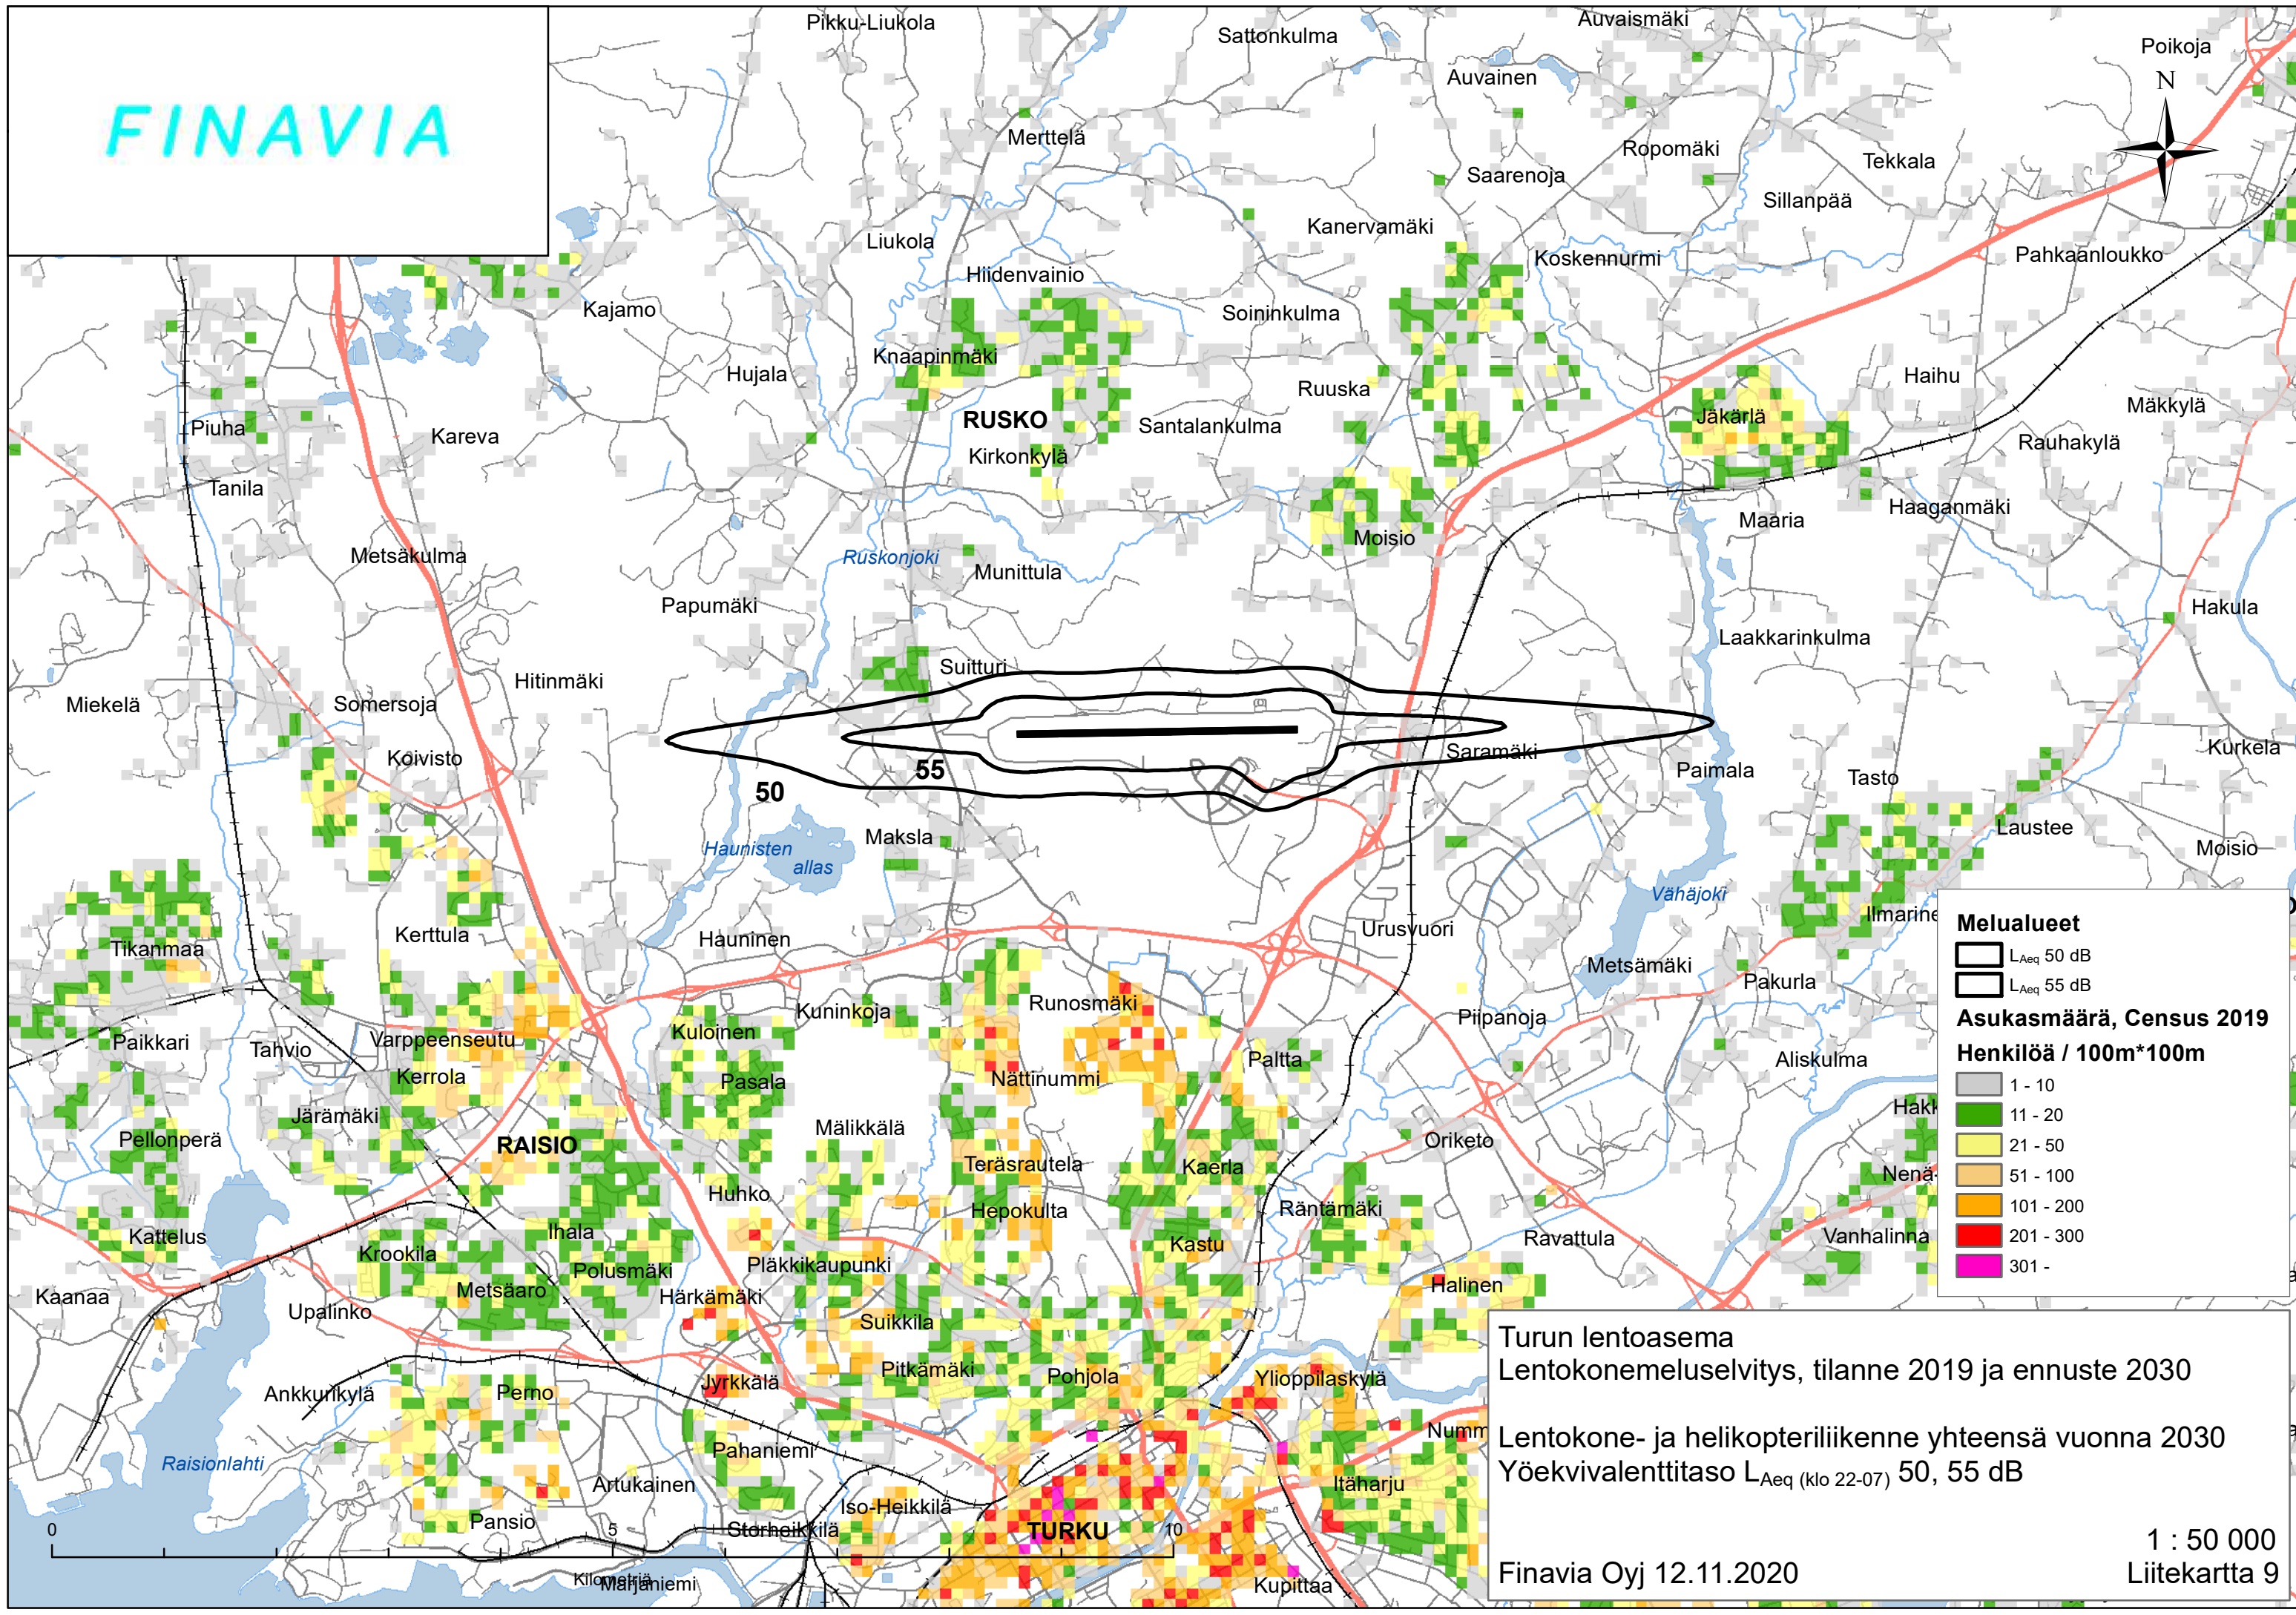 FINAVIA
Pikku-Liukola
Sattonkulma
Auvaismäki
Poikoja
N
Auvainen
Merttelä
Ropomäki
Tekkala
Saarenoja
Sillanpää
Kanervamäki
Liukola
Koskennurmi
Pahkaanloukko
Hiidenvainio
Kajamo
Soininkulma
Knaapinmäki
Hujala
Ruuska
Haihu
RUSKO
Jäkärlä
Mäkkylä
Piuha
Kareva
Santalankulma
Rauhakylä
Kirkonkylä
Tanila
Haaganmäki
Maaria
Moisio
Metsäkulma
Ruskonjoki
Munittula
Papumäki
Hakula
Laakkarinkulma
Suitturi
Hitinmäki
Miekelä
Somersoja
Kurkela
Saramäki
Koivisto
55
Paimala
Tasto
50
Laustee
Maksla
Haunisten
allas
Moisio
Vähäjoki
Ilmarine
Urusvuori
Kerttula
Hauninen
Tikanmaa
Metsämäki
Pakurla
Runosmäki
Kuninkoja
Piipanoja
Kuloinen
Paikkari
Tahvio
Varppeenseutu
Paltta
Aliskulma
Kerrola
Pasala
Nättinummi
Järämäki
Hakk
Mälikkälä
Pellonperä
RAISIO
Oriketo
Teräsrautela
Kaerla
Nenä-
Huhko
Hepokulta
Räntämäki
Kattelus
Ihala
Krookila
Kastu
Ravattula
Vanhalinna
Pläkkikaupunki
Polusmäki
Metsäaro
Halinen
Kaanaa
Härkämäki
Upalinko
Suikkila
Pitkämäki
Pohjola
Ylioppilaskylä
Jyrkkälä
Ankkurikylä
Perno
Numm
Pahaniemi
Raisionlahti
Artukainen
Itäharju
Iso-Heikkilä
Pansio
Storheikkilä
TURKU
0
5
10
Kilometriä
Marjaniemi
Kupittaa
Melualueet
LAeq 50 dB
LAeq 55 dB
Asukasmäärä, Census 2019
Henkilöä / 100m*100m
1 - 10
11 - 20
21 - 50
51 - 100
101 - 200
201 - 300
301 -
Turun lentoasema
Lentokonemeluselvitys, tilanne 2019 ja ennuste 2030
Lentokone- ja helikopteriliikenne yhteensä vuonna 2030
Yöekvivalenttitaso LAeq (klo 22-07) 50, 55 dB
1 : 50 000
Finavia Oyj 12.11.2020
Liitekartta 9